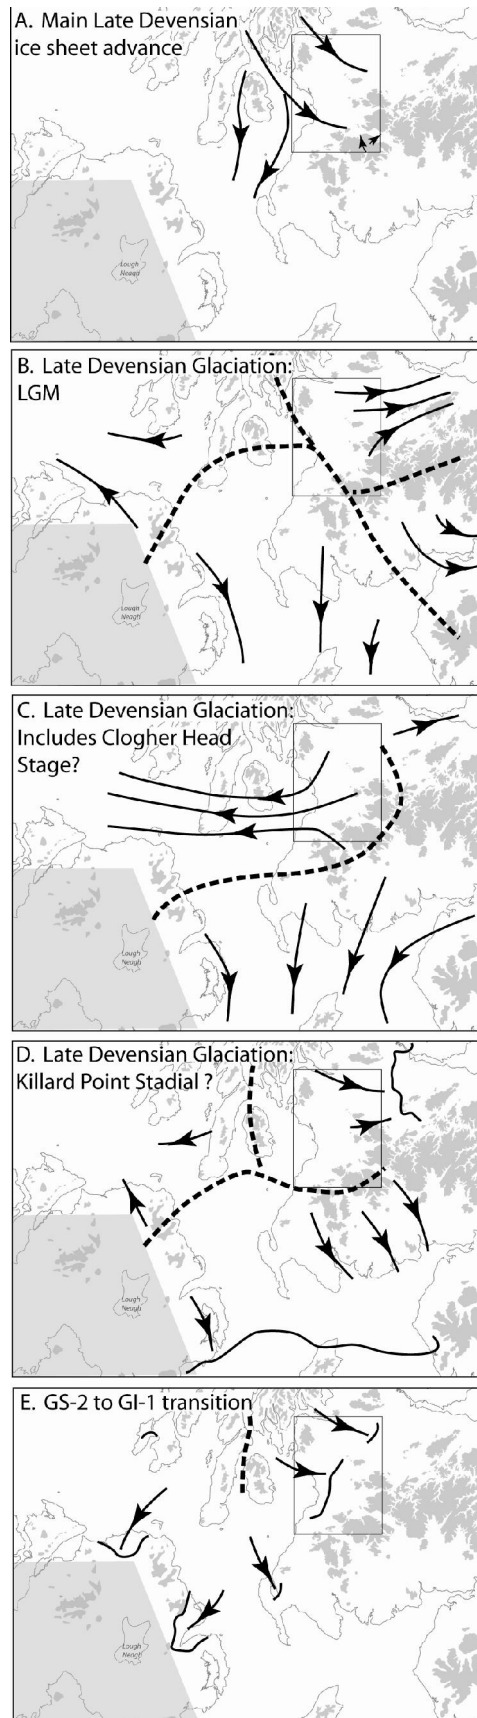 A. Main Late Devensian
ice sheet advance
Lough
Neagh
B. Late Devensian Glaciation:
LGM
Lough
Neagh
C. Late Devensian Glaciation:
Includes Clogher Head
Stage?
Lough
Neagh
D. Late Devensian Glaciation:
Killard Point Stadial ?
Lough
Neagh
E. GS-2 to GI-1 transition
Lough
Neagh